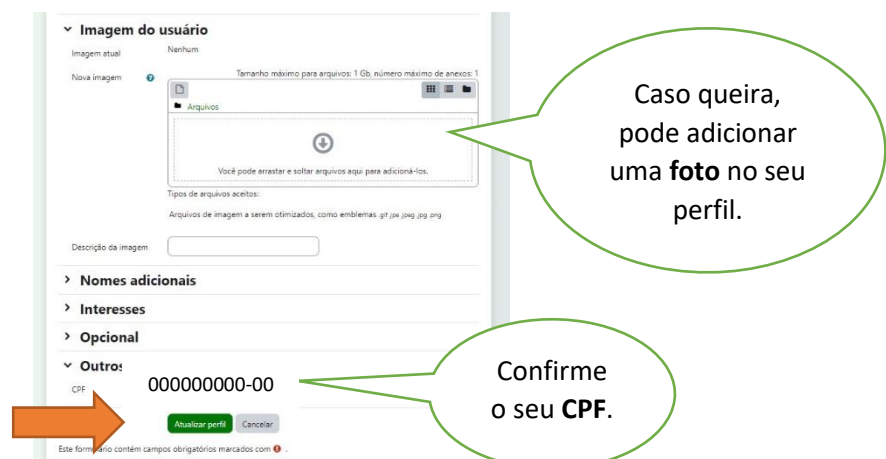 Imagem do usuário
Imagem atual
Nenhum
Tamanho máximo para arquivos: 1 Gb, número máximo de anexos: 1
Nova imagem
Arquivos
Você pode arrastar e soltar arquivos aqui para adicioná-los.
Tipos de arquivos aceitos:
Arquivos de imagem a serem otimizados, como emblemas .gif .jpe .jpeg .jpg .png
Descrição da imagem
Caso queira,
pode adicionar
uma foto no seu
perfil.
Nomes adicionais
Interesses
Opcional
Outros
CPF
000000000-00
Confirme
o seu CPF.
Atualizar perfil
Cancelar
Este formulário contém campos obrigatórios marcados com